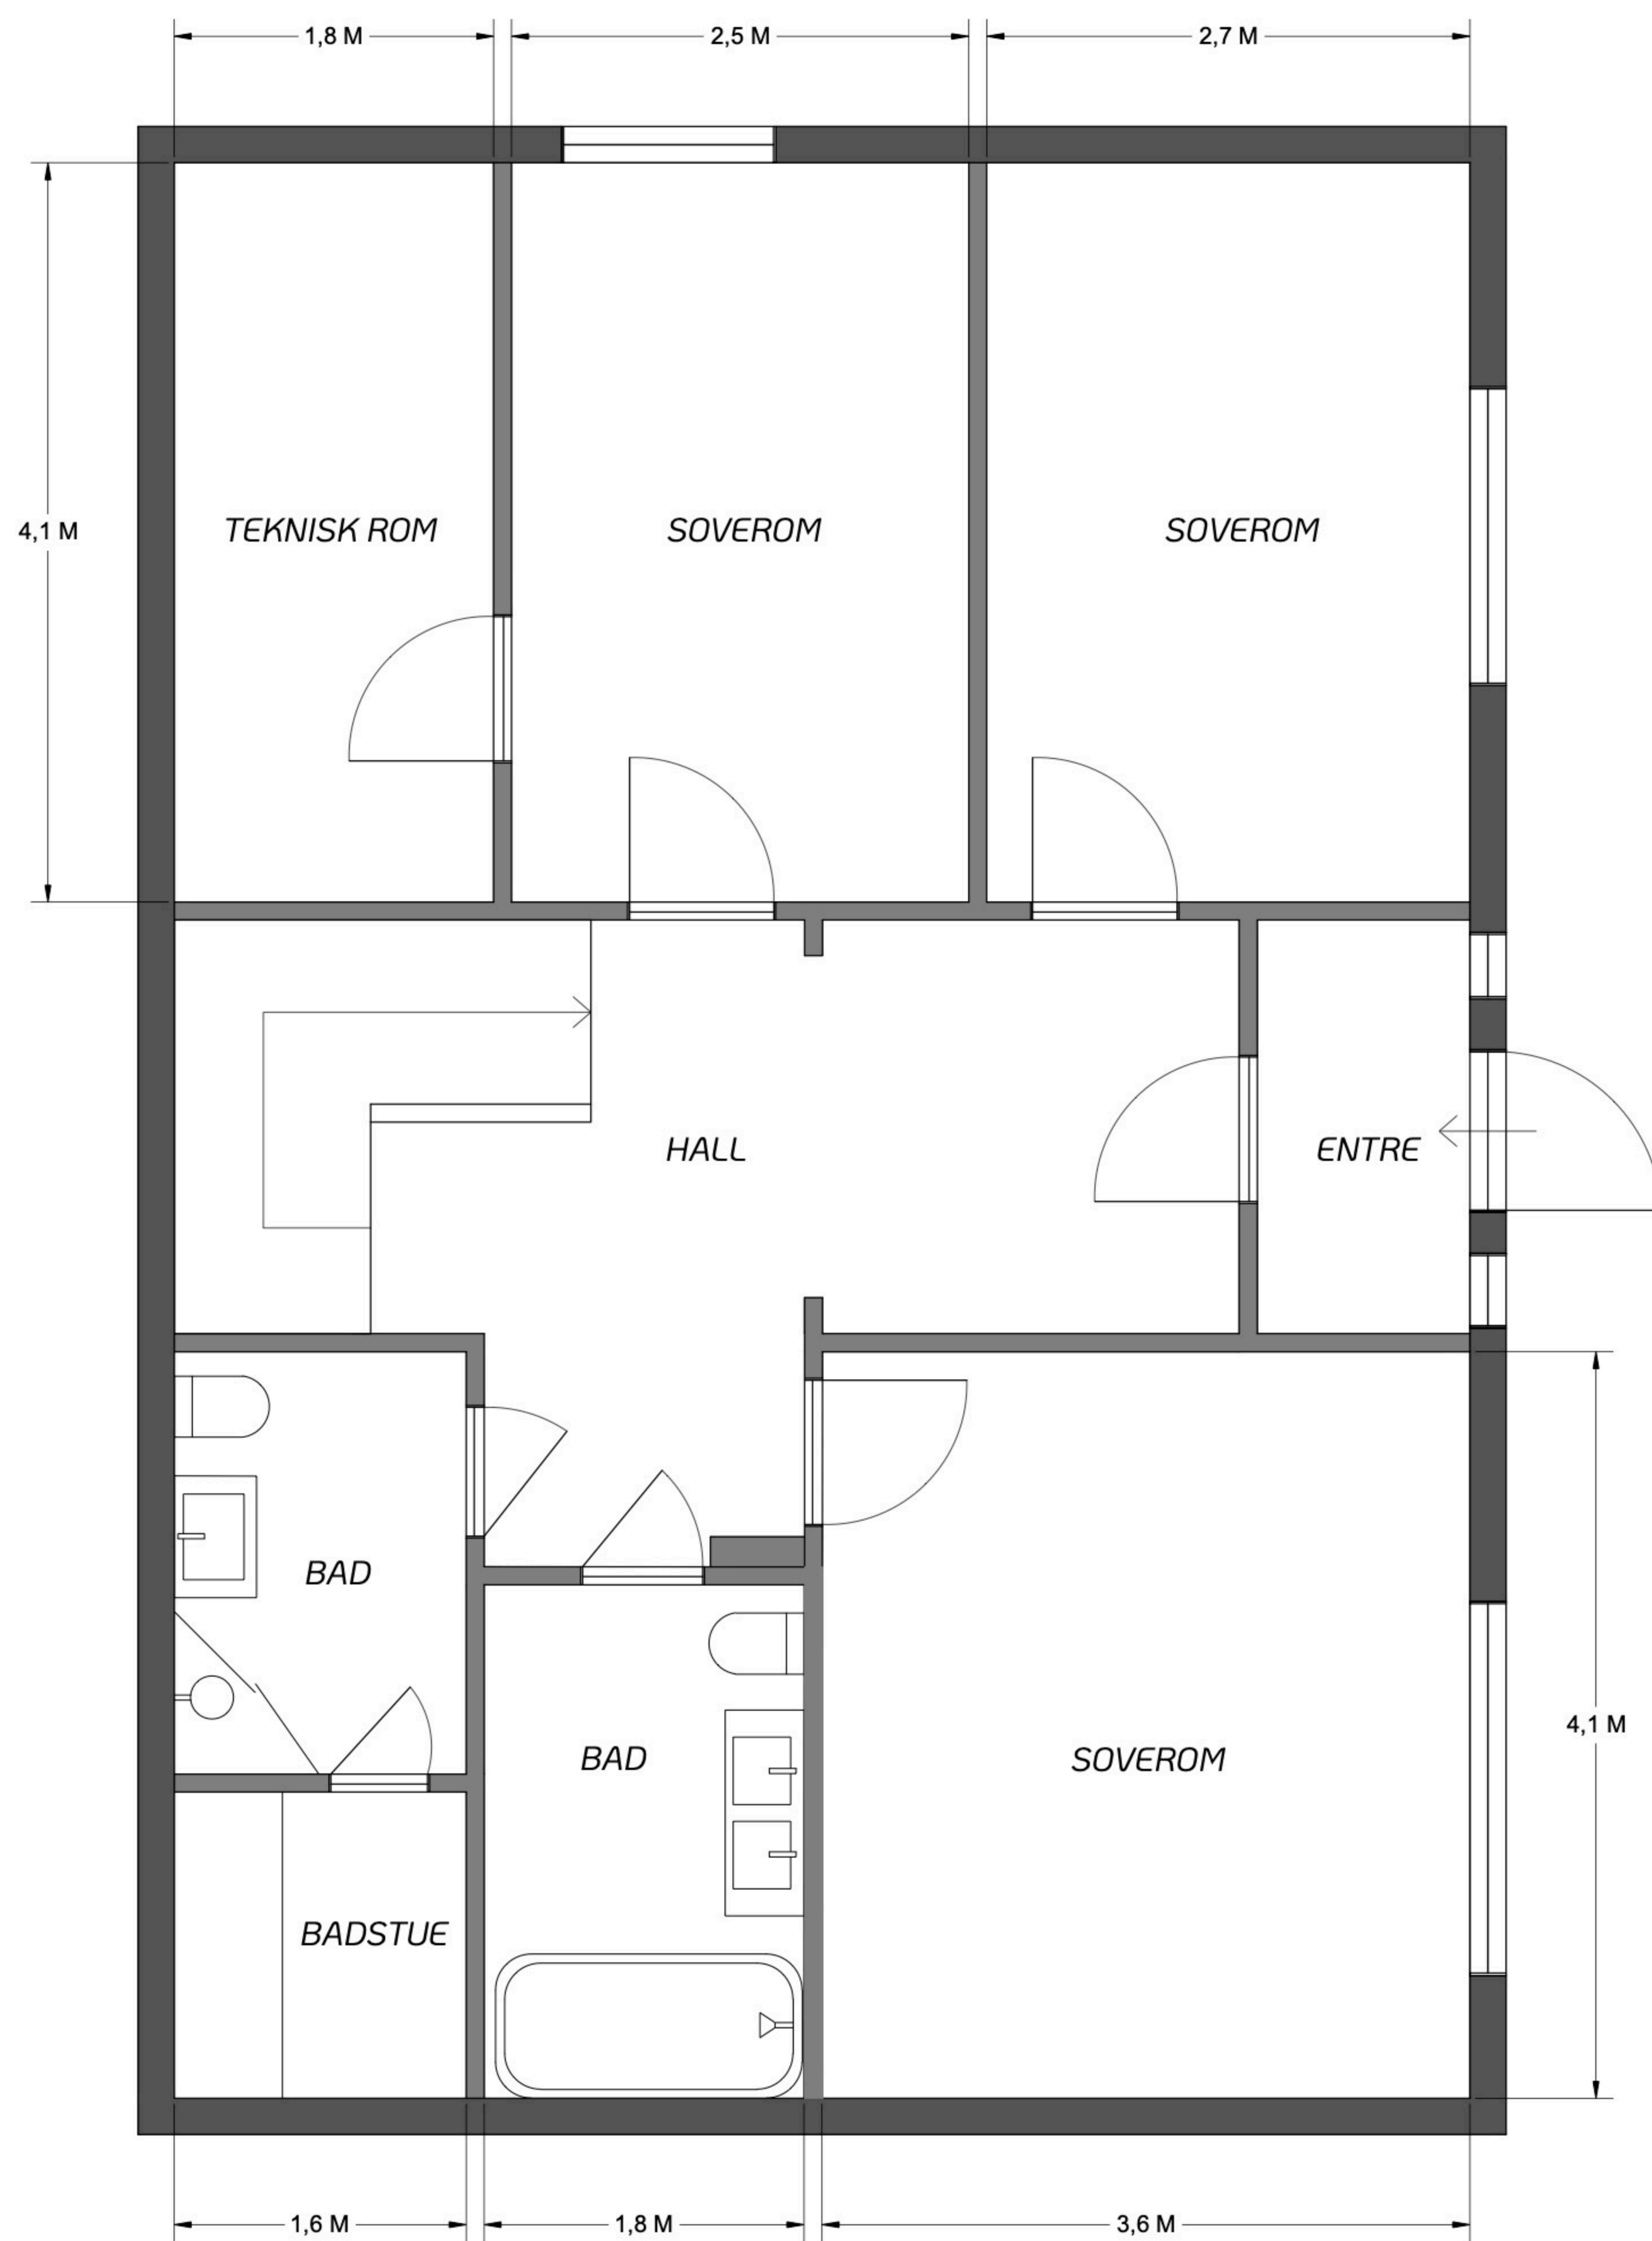 1,8 M
2,5 M
2,7 M
4,1 M
TEKNISK ROM
SOVEROM
SOVEROM
HALL
ENTRE
BAD
BAD
SOVEROM
4,1 M
BADSTUE
1,6 M
1,8 M
3,6 M